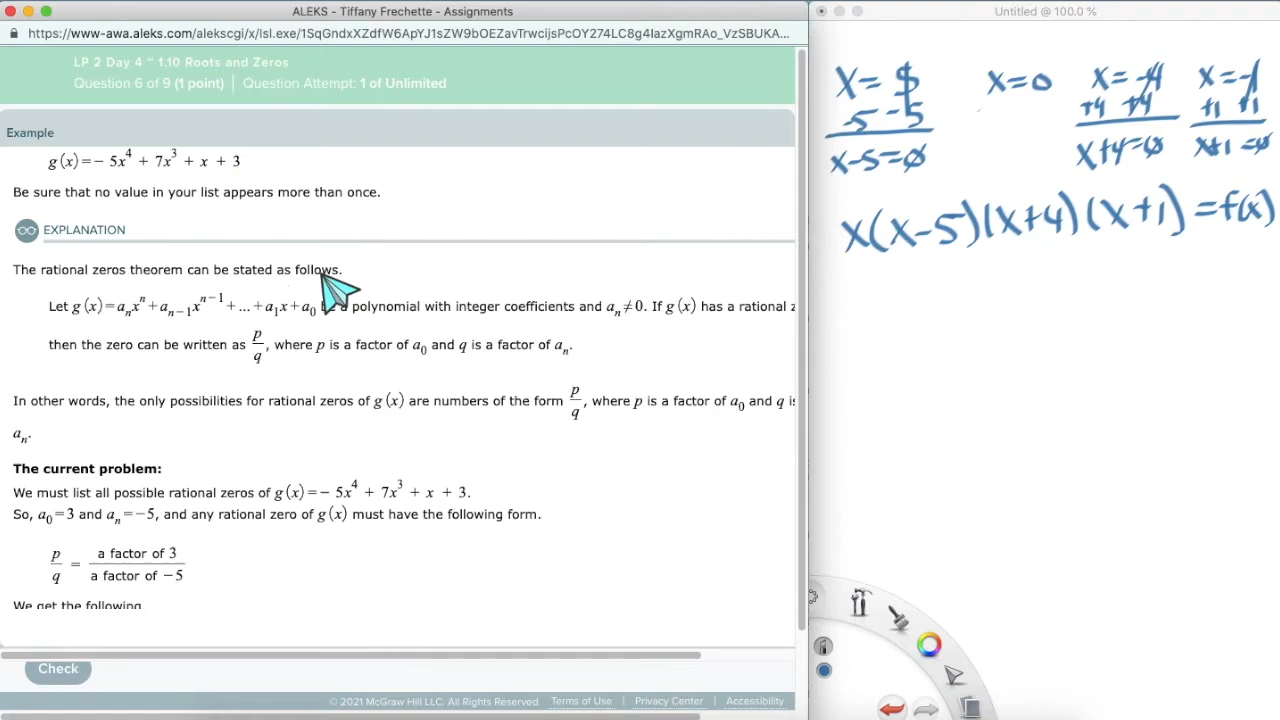 ALEKS - Tiffany Frechette - Assignments
https://www-awa.aleks.com/alekscgi/x/lsl.exe/1SqGndxXZdfW6ApYJ1sZW9bOEZavTrwcijsPcOY274LC8g4IazXgmRAo_VzSBUKA...
LP 2 Day 4 ~ 1.10 Roots and Zeros
Question 6 of 9 (1 point) | Question Attempt: 1 of Unlimited
Example
g(x)=− 5x⁴ + 7x³ + x + 3
Be sure that no value in your list appears more than once.
EXPLANATION
The rational zeros theorem can be stated as follows.
Let g(x)=aₙxⁿ+aₙ₋₁xⁿ⁻¹+...+a₁x+a₀ be a polynomial with integer coefficients and aₙ≠0. If g(x) has a rational z
then the zero can be written as p/q, where p is a factor of a₀ and q is a factor of aₙ.
In other words, the only possibilities for rational zeros of g(x) are numbers of the form p/q, where p is a factor of a₀ and q is
aₙ.
The current problem:
We must list all possible rational zeros of g(x)=− 5x⁴ + 7x³ + x + 3.
So, a₀=3 and aₙ=−5, and any rational zero of g(x) must have the following form.
p/q = a factor of 3 / a factor of −5
We get the following.
Check
© 2021 McGraw Hill LLC. All Rights Reserved. Terms of Use | Privacy Center | Accessibility
Untitled @ 100.0 %
x=5 x=0 x=-4 x=-1
-5 -5 +4 +4 +1 +1
x-5=0 x+4=0 x+1=0
x(x-5)(x+4)(x+1)=f(x)